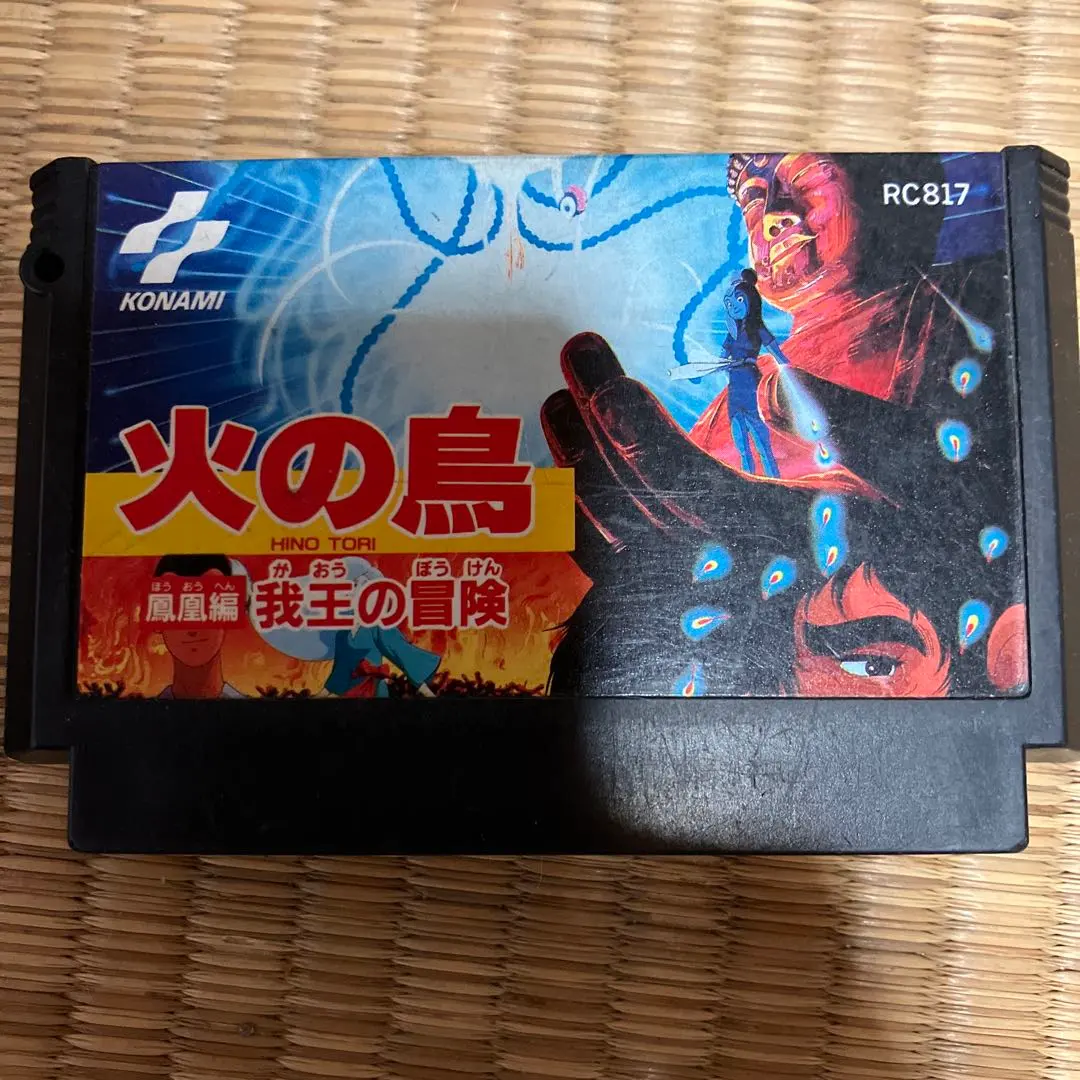 KONAMI
RC817
火の鳥
HINO TORI
ほう おう へん
鳳凰編
が おう ぼう けん
我王の冒険